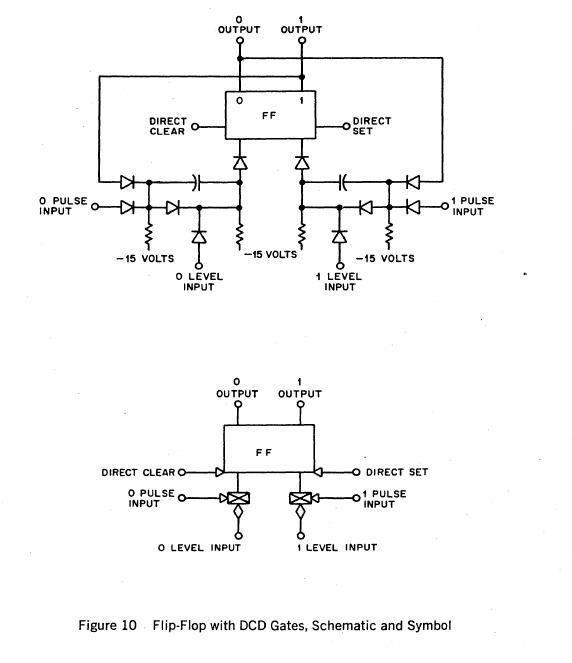 0 1
OUTPUT OUTPUT
0 1
FF
DIRECT
CLEAR
DIRECT
SET
0 PULSE
INPUT
1 PULSE
INPUT
-15 VOLTS
-15 VOLTS
-15 VOLTS
0 LEVEL
INPUT
1 LEVEL
INPUT
0 1
OUTPUT OUTPUT
FF
DIRECT CLEAR
DIRECT SET
0 PULSE
INPUT
1 PULSE
INPUT
0 LEVEL INPUT
1 LEVEL INPUT
Figure 10 Flip-Flop with DCD Gates, Schematic and Symbol